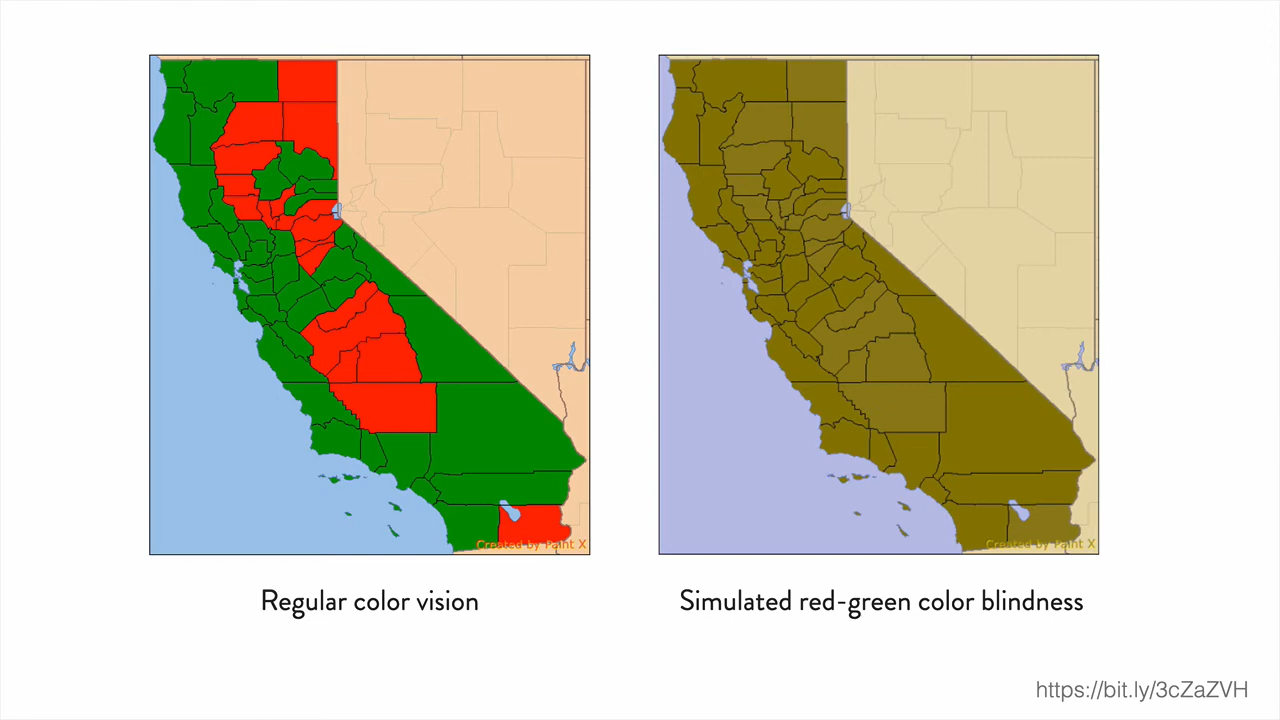 Created by Paint X
Created by Paint X
Regular color vision
Simulated red-green color blindness
https://bit.ly/3cZaZVH